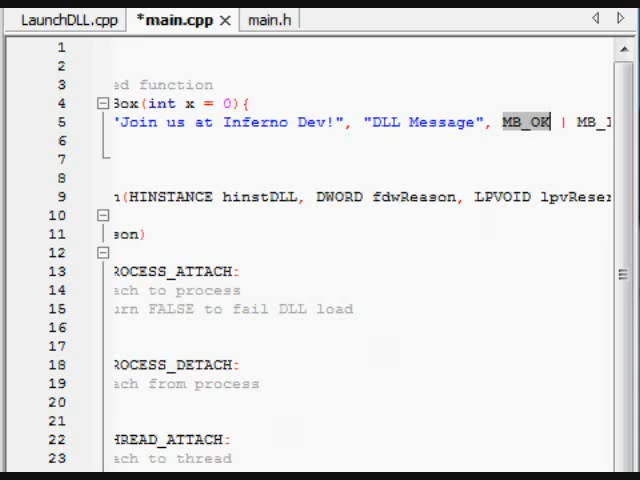 LaunchDLL.cpp *main.cpp main.h
1
2
3 ed function
4 Box(int x = 0){
5 "Join us at Inferno Dev!", "DLL Message", MB_OK | MB_I
6
7
8
9 n(HINSTANCE hinstDLL, DWORD fdwReason, LPVOID lpvReser
10
11 son)
12
13 ROCESS_ATTACH:
14 ach to process
15 urn FALSE to fail DLL load
16
17
18 ROCESS_DETACH:
19 ach from process
20
21
22 HREAD_ATTACH:
23 ach to thread